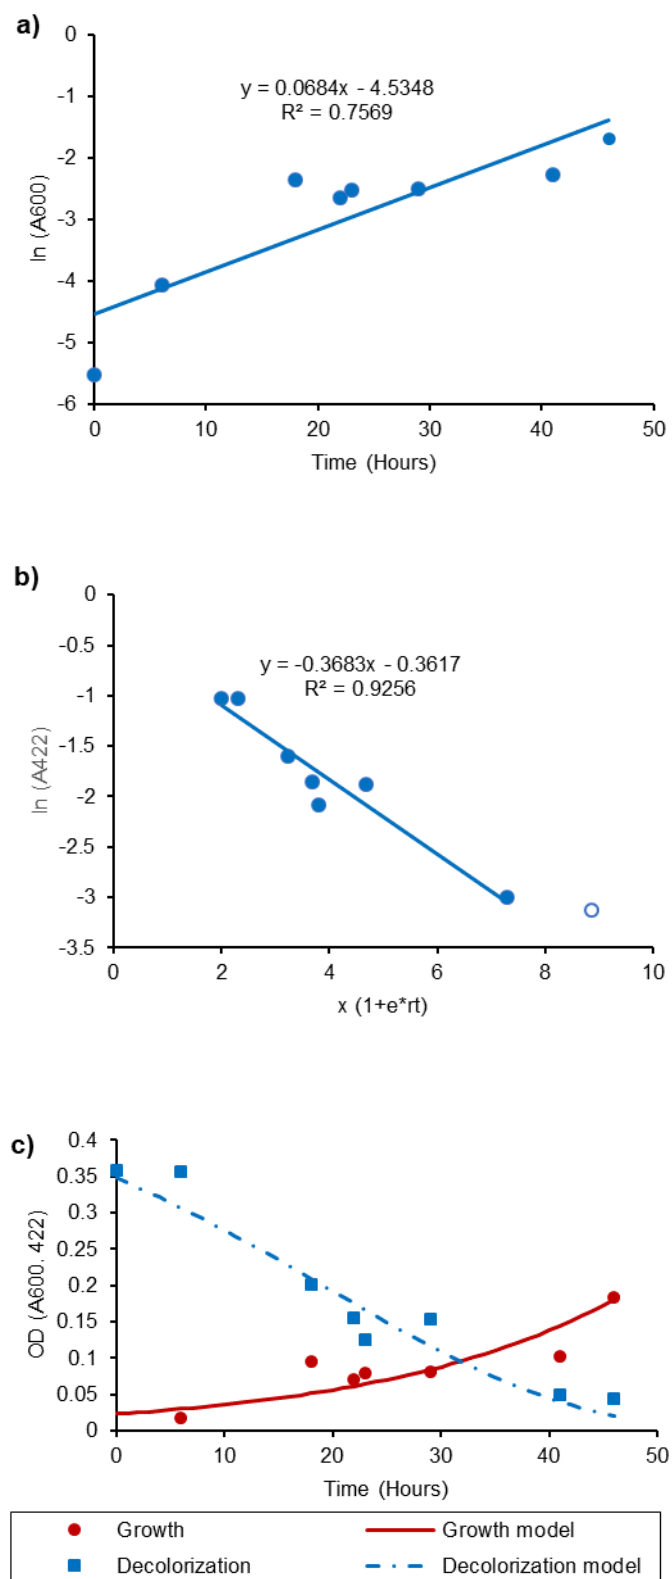 a)
0
-1
-2
-3
-4
-5
-6
ln (A600)
y = 0.0684x - 4.5348
R² = 0.7569
0 10 20 30 40 50
Time (Hours)
b)
0
-0.5
-1
-1.5
-2
-2.5
-3
-3.5
ln (A422)
y = -0.3683x - 0.3617
R² = 0.9256
0 2 4 6 8 10
x (1+e*rt)
c)
0.4
0.35
0.3
0.25
0.2
0.15
0.1
0.05
0
OD (A600. 422)
0 10 20 30 40 50
Time (Hours)
Growth Growth model
Decolorization Decolorization model